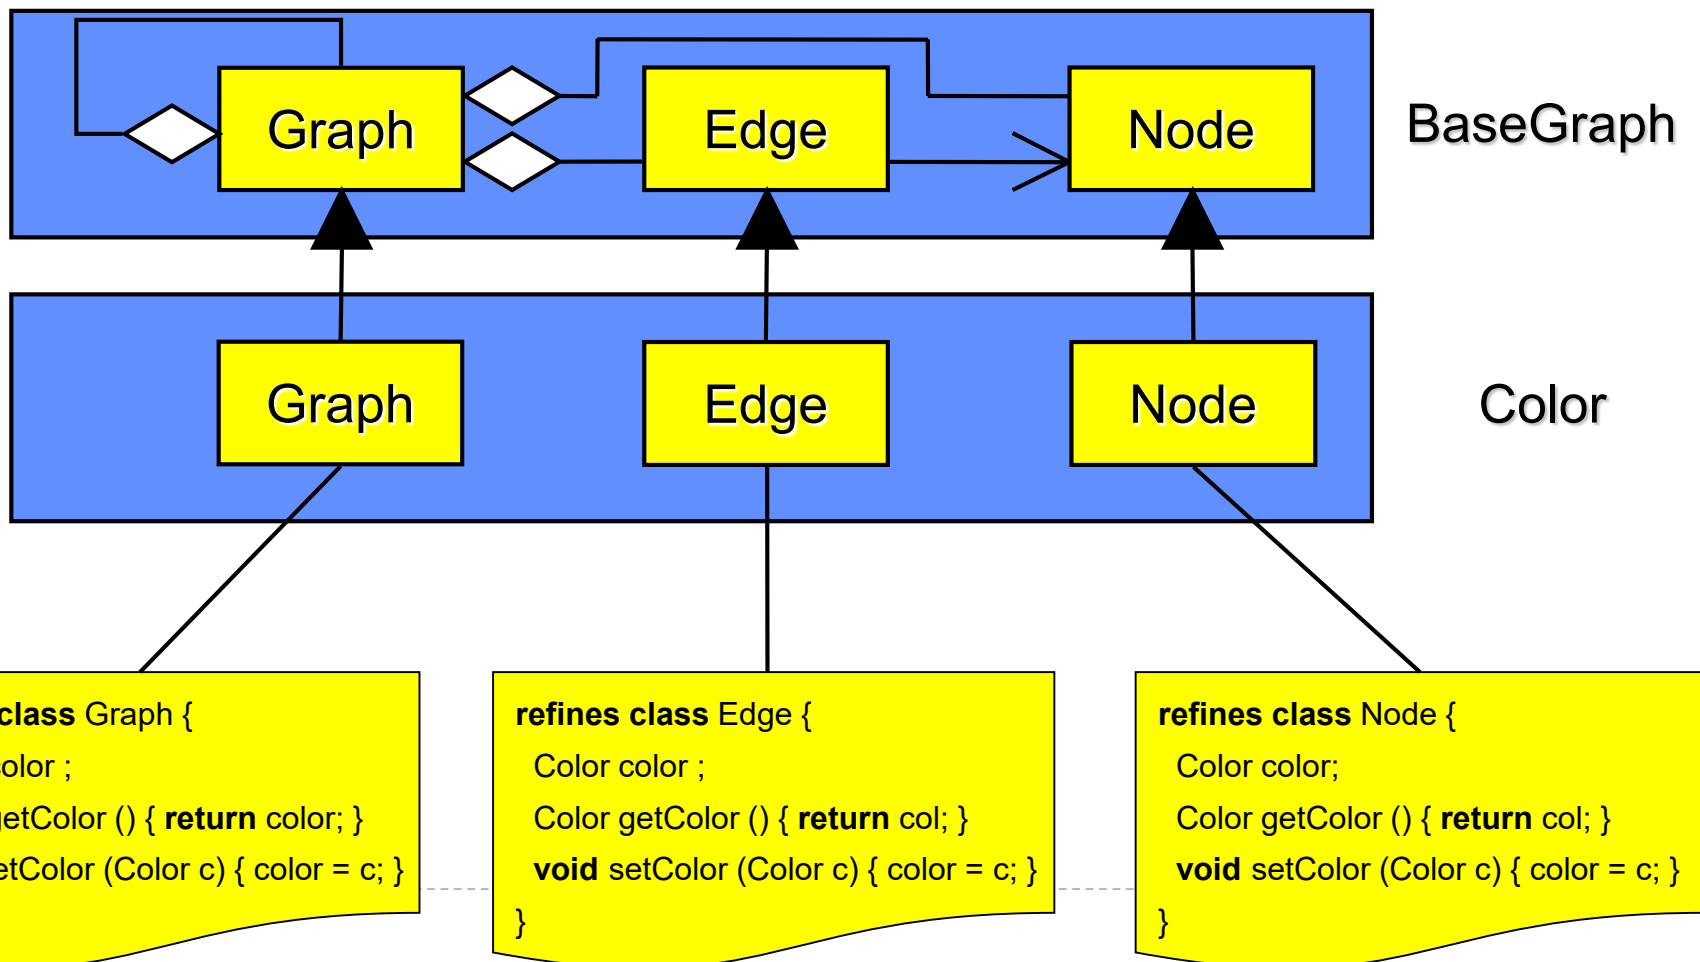 Graph
Edge
Node
BaseGraph
Graph
Edge
Node
Color
class Graph {
color ;
getColor () { return color; }
etColor (Color c) { color = c; }
refines class Edge {
Color color ;
Color getColor () { return col; }
void setColor (Color c) { color = c; }
}
refines class Node {
Color color;
Color getColor () { return col; }
void setColor (Color c) { color = c; }
}